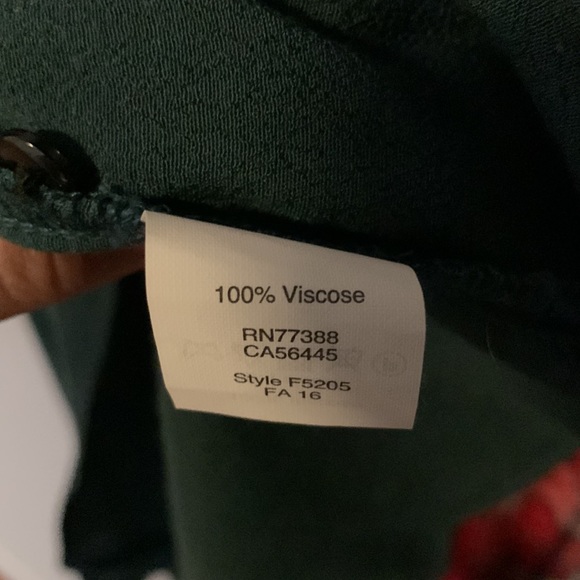 100% Viscose
RN77388
CA56445
Style F5205
FA 16